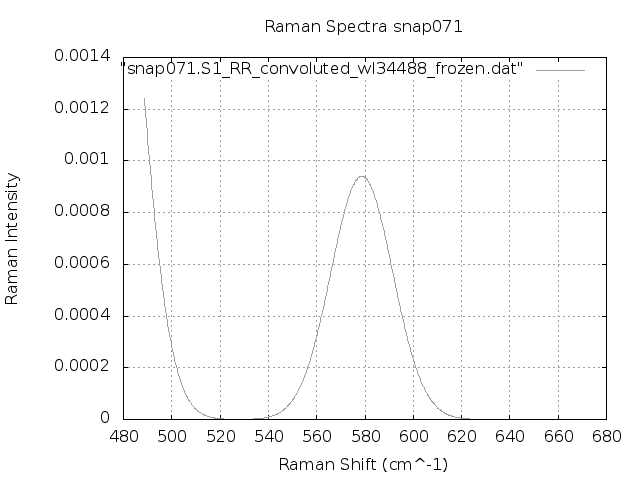 Raman Spectra snap071
"snap071.S1_RR_convoluted_wl34488_frozen.dat"
0.0014
0.0012
0.001
0.0008
0.0006
0.0004
0.0002
0
Raman Intensity
480 500 520 540 560 580 600 620 640 660 680
Raman Shift (cm^-1)